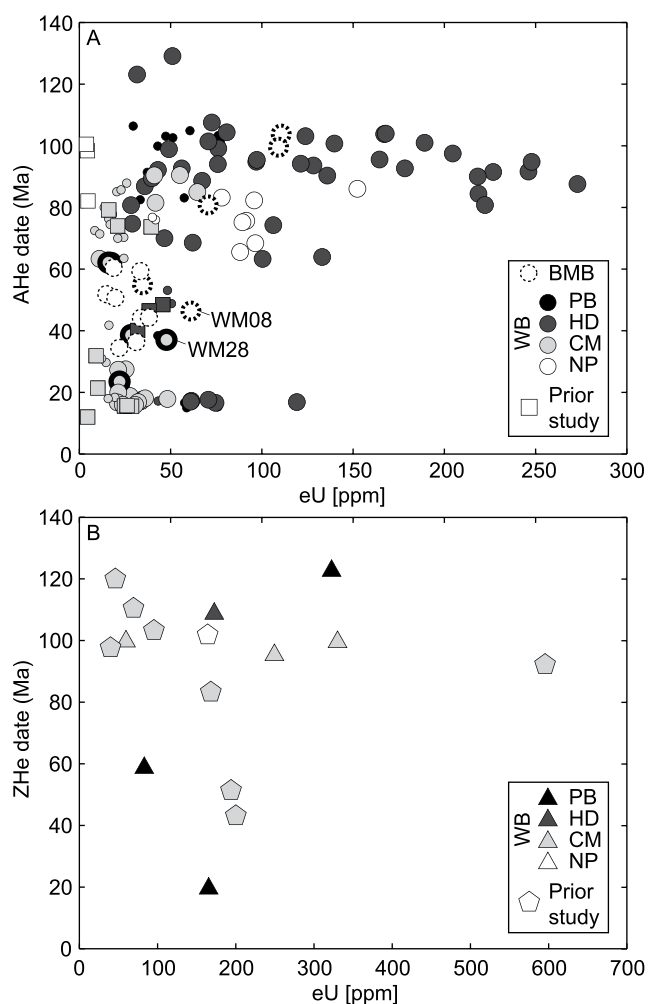 A
AHe date (Ma)
140
120
100
80
60
40
20
0
WM08
WM28
BMB
WB
PB
HD
CM
NP
Prior
study
0 50 100 150 200 250 300
eU [ppm]
B
ZHe date (Ma)
140
120
100
80
60
40
20
0
WB
PB
HD
CM
NP
Prior
study
0 100 200 300 400 500 600 700
eU [ppm]